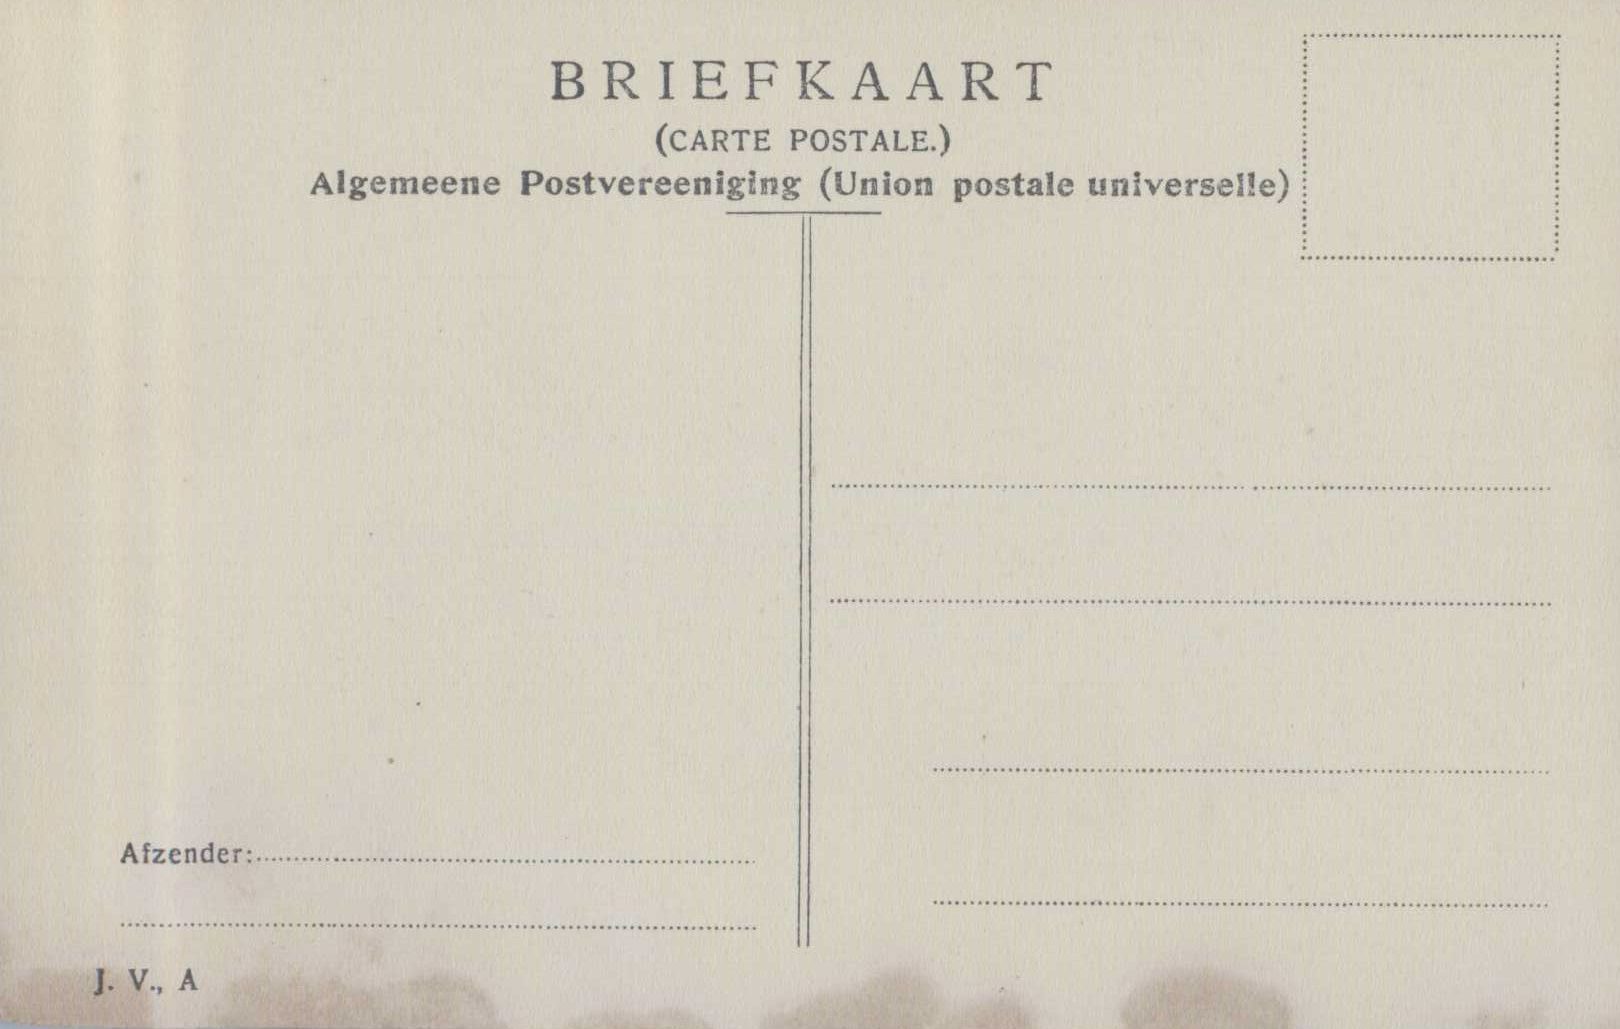 BRIEFKAART
(CARTE POSTALE.)
Algemeene Postvereeniging (Union postale universelle)
Afzender:
J. V., A